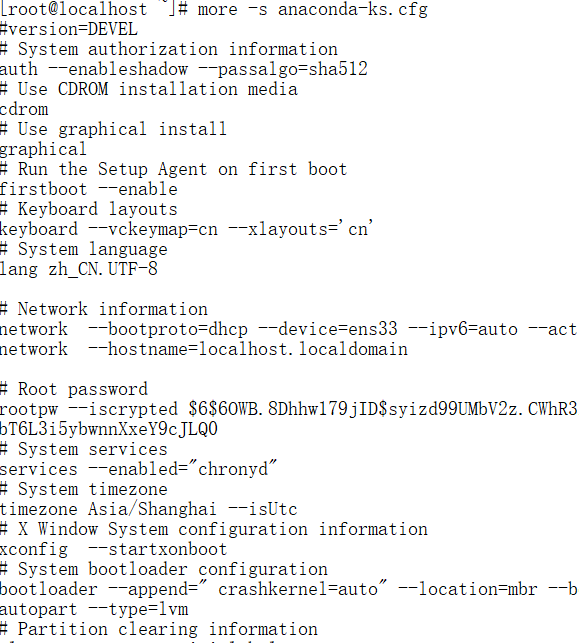 [root@localhost ~]# more -s anaconda-ks.cfg
#version=DEVEL
# System authorization information
auth --enableshadow --passalgo=sha512
# Use CDROM installation media
cdrom
# Use graphical install
graphical
# Run the Setup Agent on first boot
firstboot --enable
# Keyboard layouts
keyboard --vckeymap=cn --xlayouts='cn'
# System language
lang zh_CN.UTF-8
# Network information
network  --bootproto=dhcp --device=ens33 --ipv6=auto --act
network  --hostname=localhost.localdomain
# Root password
rootpw --iscrypted $6$6OWB.8Dhhwl79jID$syizd99UMbV2z.CWhR3
bT6L3i5ybwnnXxeY9cJLQ0
# System services
services --enabled="chronyd"
# System timezone
timezone Asia/Shanghai --isUtc
# X Window System configuration information
xconfig  --startxonboot
# System bootloader configuration
bootloader --append=" crashkernel=auto" --location=mbr --b
autopart --type=lvm
# Partition clearing information